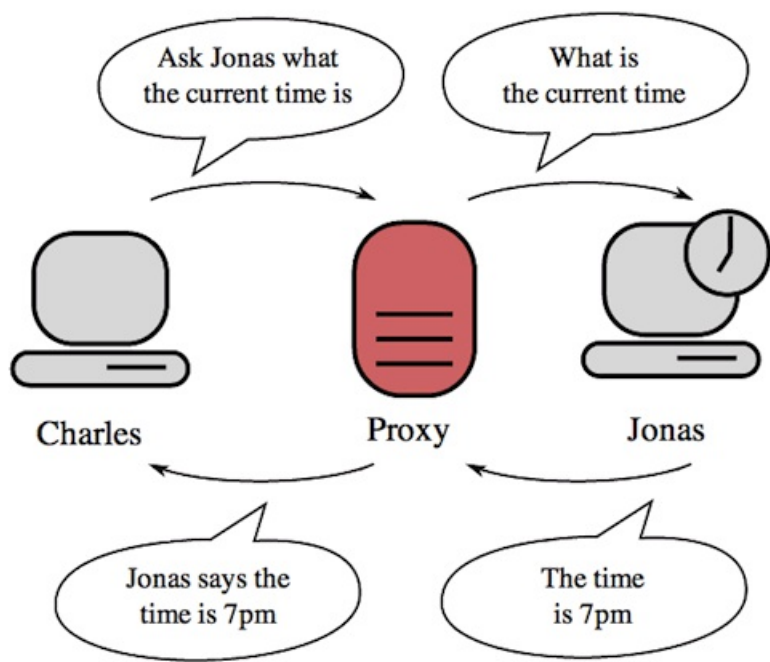 Ask Jonas what
the current time is
What is
the current time
Charles
Proxy
Jonas
Jonas says the
time is 7pm
The time
is 7pm